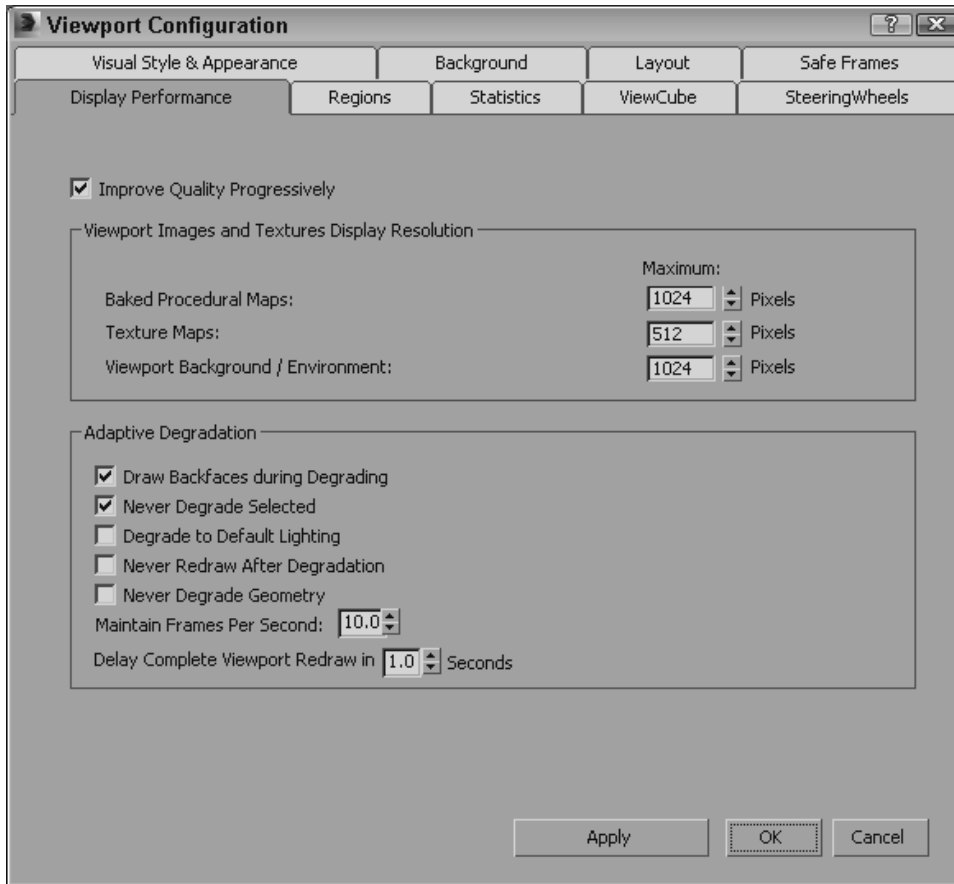 Viewport Configuration
Visual Style & Appearance Background Layout Safe Frames
Display Performance Regions Statistics ViewCube SteeringWheels
Improve Quality Progressively
Viewport Images and Textures Display Resolution
Maximum:
Baked Procedural Maps: 1024 Pixels
Texture Maps: 512 Pixels
Viewport Background / Environment: 1024 Pixels
Adaptive Degradation
Draw Backfaces during Degrading
Never Degrade Selected
Degrade to Default Lighting
Never Redraw After Degradation
Never Degrade Geometry
Maintain Frames Per Second: 10.0
Delay Complete Viewport Redraw in 1.0 Seconds
Apply OK Cancel